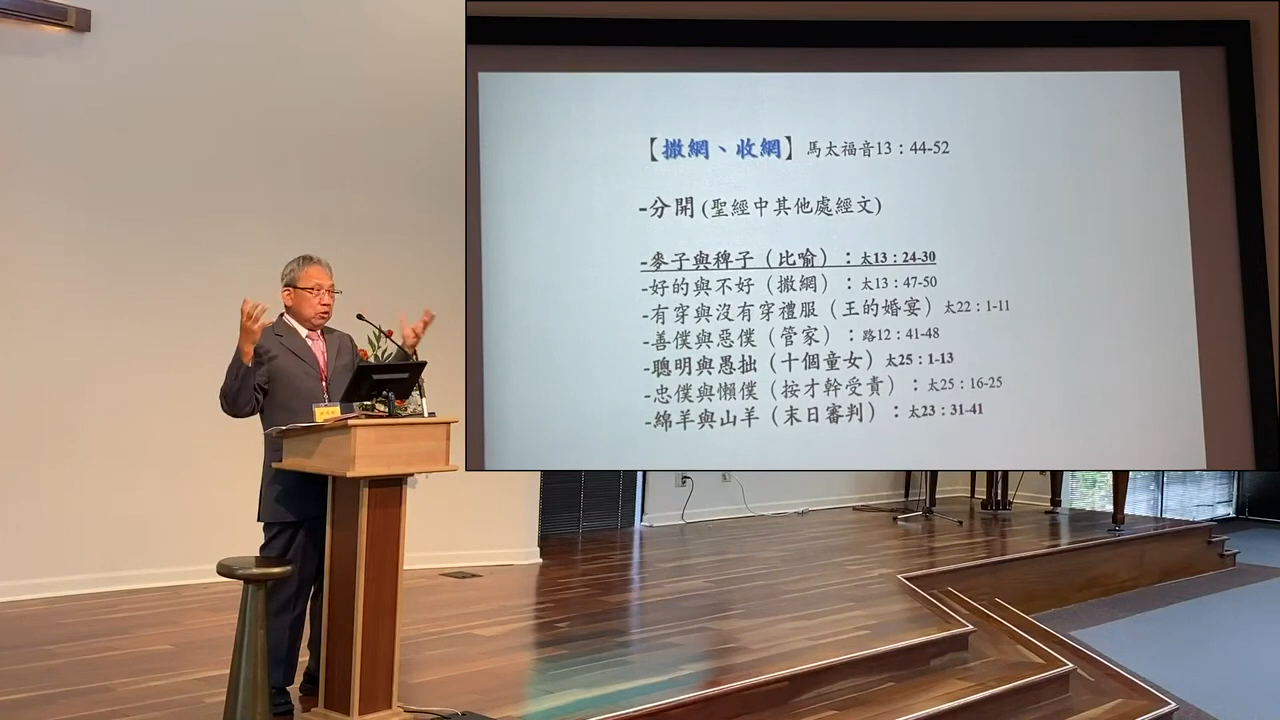 【撒網、收網】馬太福音13：44-52
-分開(聖經中其他處經文)
-麥子與稗子（比喻）：太13：24-30
-好的與不好（撒網）：太13：47-50
-有穿與沒有穿禮服（王的婚宴）太22：1-11
-善僕與惡僕（管家）：路12：41-48
-聰明與愚拙（十個童女）太25：1-13
-忠僕與懶僕（按才幹受責）：太25：16-25
-綿羊與山羊（末日審判）：太23：31-41